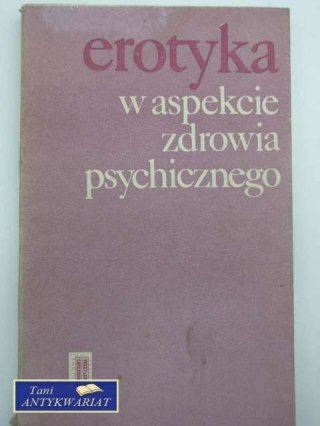 erotyka
w aspekcie
zdrowia
psychicznego
Tani
ANTYKWARIAT